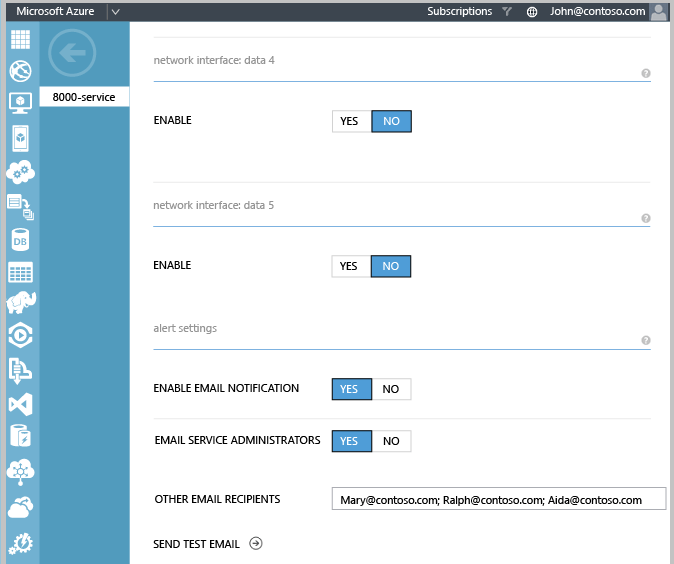 Microsoft Azure Subscriptions John@contoso.com
8000-service
network interface: data 4
?
ENABLE YES NO
network interface: data 5
?
ENABLE YES NO
alert settings
?
ENABLE EMAIL NOTIFICATION YES NO
EMAIL SERVICE ADMINISTRATORS YES NO
OTHER EMAIL RECIPIENTS Mary@contoso.com; Ralph@contoso.com; Aida@contoso.com
SEND TEST EMAIL
DB